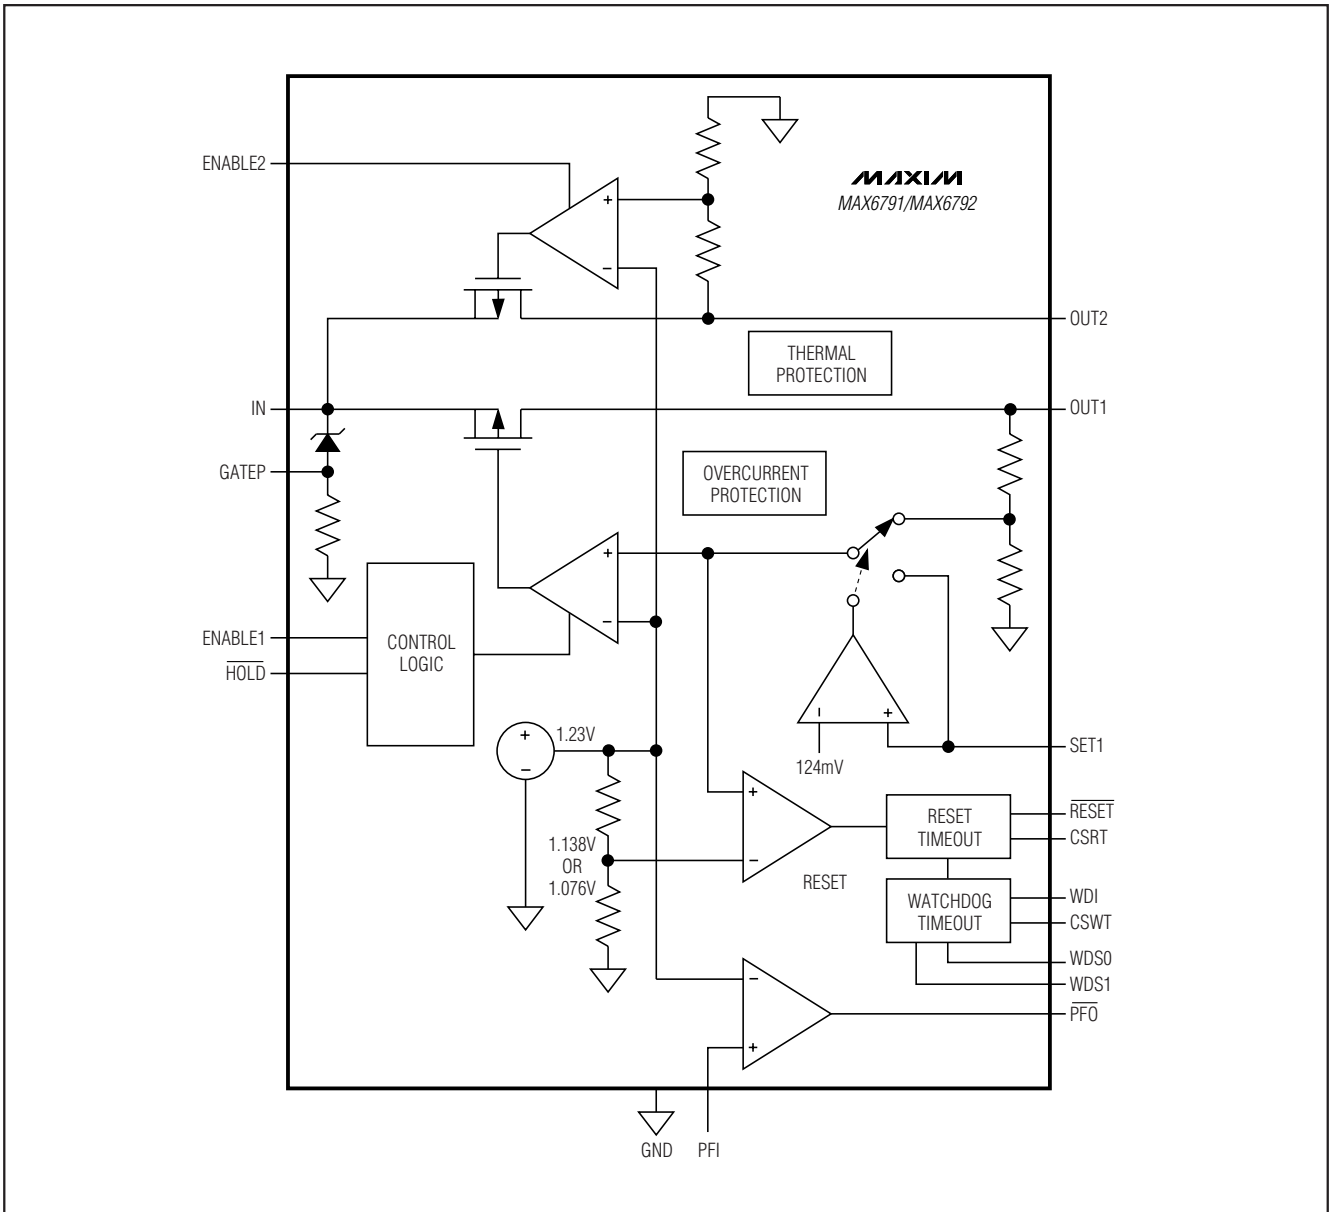 MAXIM
MAX6791/MAX6792
ENABLE2
+
−
OUT2
THERMAL
PROTECTION
IN
OUT1
GATEP
OVERCURRENT
PROTECTION
+
−
ENABLE1
HOLD
CONTROL
LOGIC
+
−
1.23V
− +
124mV
SET1
1.138V
OR
1.076V
+
−
RESET
RESET
TIMEOUT
RESET
CSRT
WATCHDOG
TIMEOUT
WDI
CSWT
WDS0
WDS1
−
+
PFO
GND
PFI